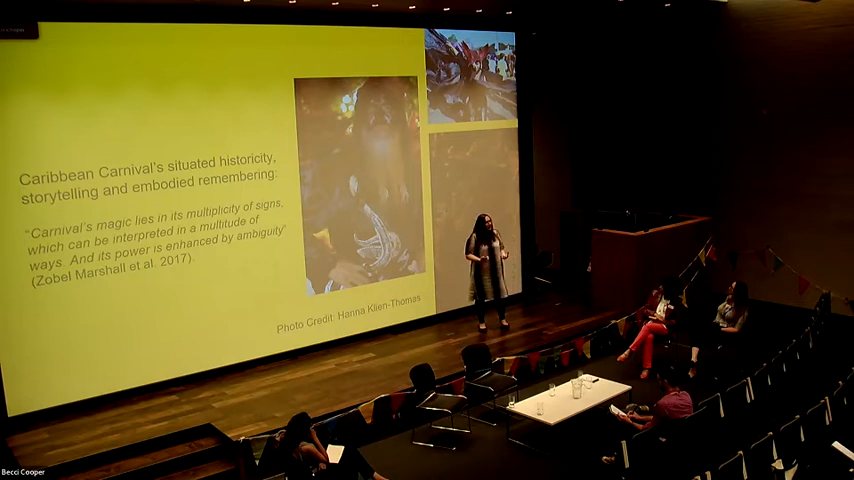 Caribbean Carnival's situated historicity,
storytelling and embodied remembering:
"Carnival's magic lies in its multiplicity of signs,
which can be interpreted in a multitude of
ways. And its power is enhanced by ambiguity"
(Zobel Marshall et al. 2017).
Photo Credit: Hanna Klien-Thomas
Becci Cooper